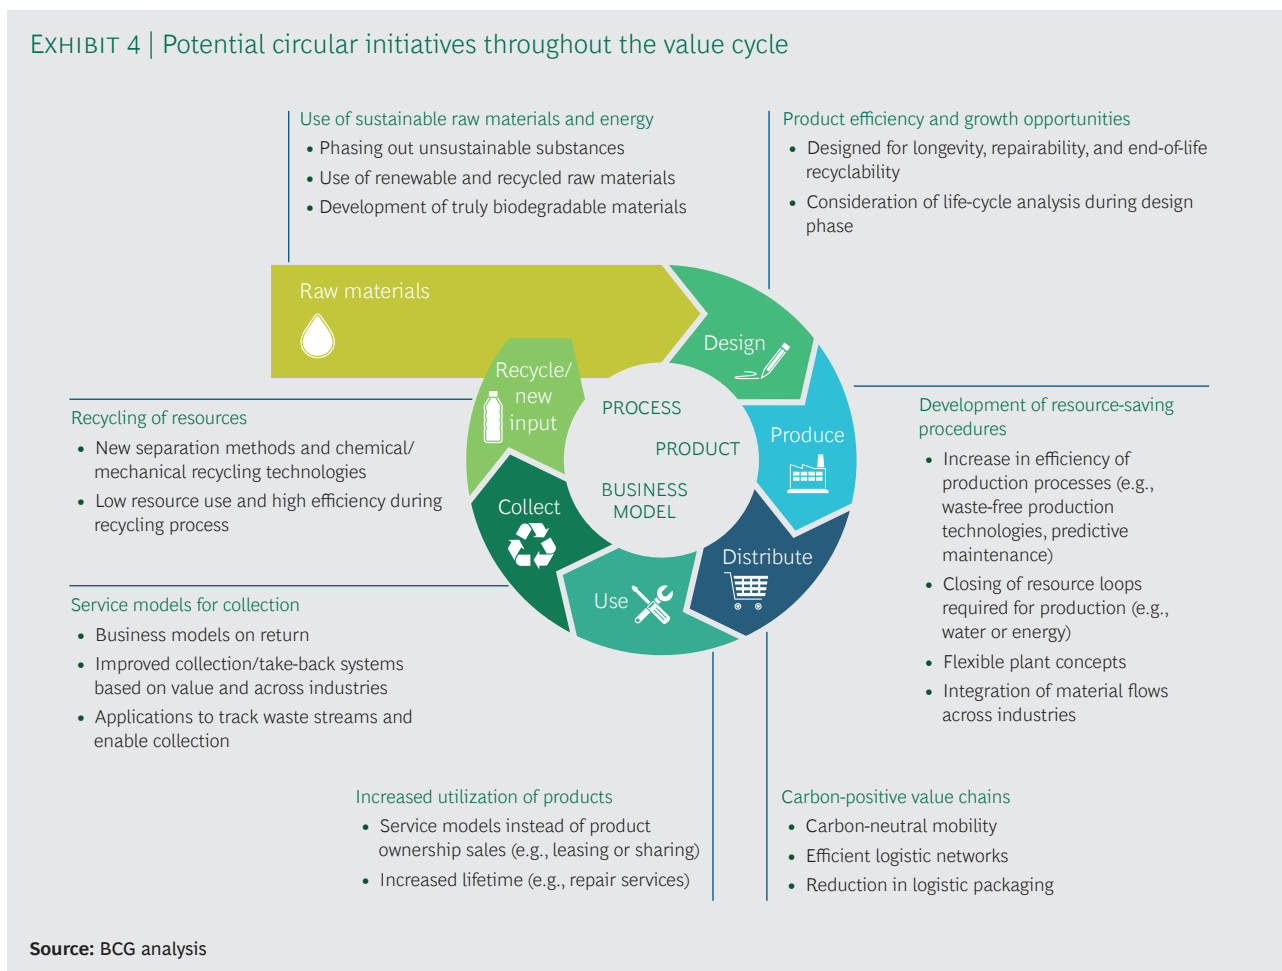 EXHIBIT 4 | Potential circular initiatives throughout the value cycle
Use of sustainable raw materials and energy
• Phasing out unsustainable substances
• Use of renewable and recycled raw materials
• Development of truly biodegradable materials
Product efficiency and growth opportunities
• Designed for longevity, repairability, and end-of-life
recyclability
• Consideration of life-cycle analysis during design
phase
Raw materials
Design
Produce
Distribute
Use
Collect
Recycle/
new
input
PROCESS
PRODUCT
BUSINESS
MODEL
Recycling of resources
• New separation methods and chemical/
mechanical recycling technologies
• Low resource use and high efficiency during
recycling process
Development of resource-saving
procedures
• Increase in efficiency of
production processes (e.g.,
waste-free production
technologies, predictive
maintenance)
• Closing of resource loops
required for production (e.g.,
water or energy)
• Flexible plant concepts
• Integration of material flows
across industries
Service models for collection
• Business models on return
• Improved collection/take-back systems
based on value and across industries
• Applications to track waste streams and
enable collection
Increased utilization of products
• Service models instead of product
ownership sales (e.g., leasing or sharing)
• Increased lifetime (e.g., repair services)
Carbon-positive value chains
• Carbon-neutral mobility
• Efficient logistic networks
• Reduction in logistic packaging
Source: BCG analysis